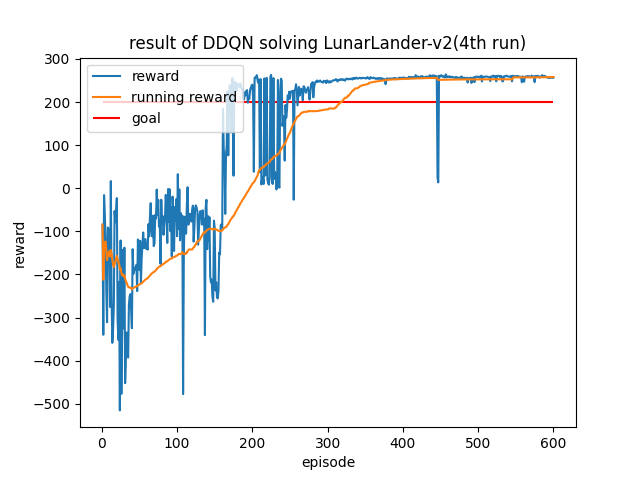 result of DDQN solving LunarLander-v2(4th run)
reward
running reward
goal
300
200
100
0
−100
−200
−300
−400
−500
reward
0
100
200
300
400
500
600
episode